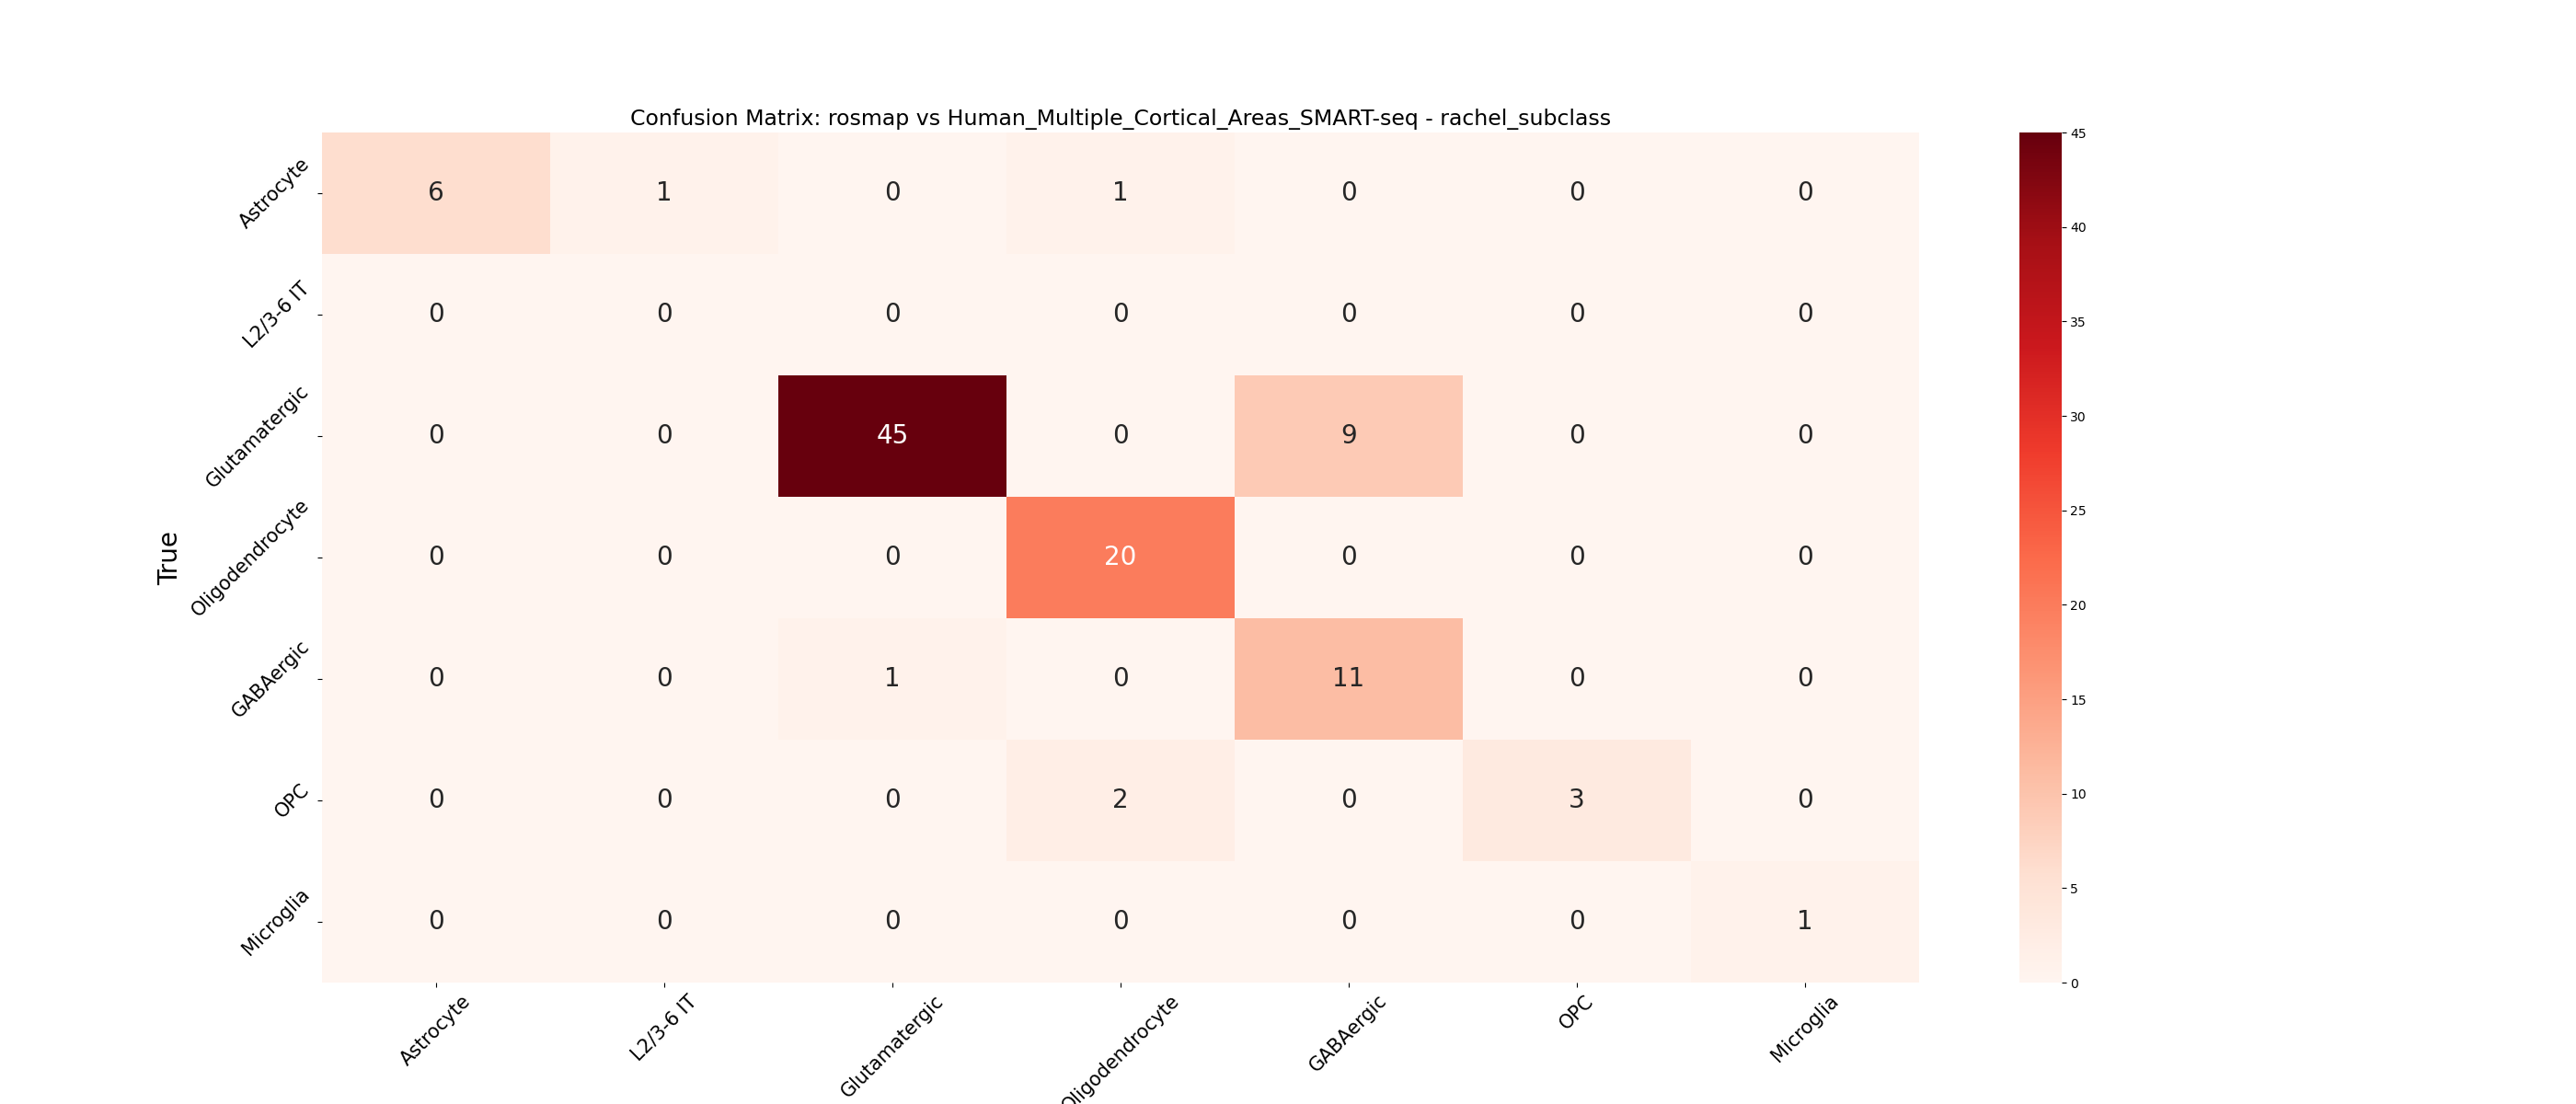 Confusion Matrix: rosmap vs Human_Multiple_Cortical_Areas_SMART-seq - rachel_subclass
True
Astrocyte 6 1 0 1 0 0 0
L2/3-6 IT 0 0 0 0 0 0 0
Glutamatergic 0 0 45 0 9 0 0
Oligodendrocyte 0 0 0 20 0 0 0
GABAergic 0 0 1 0 11 0 0
OPC 0 0 0 2 0 3 0
Microglia 0 0 0 0 0 0 1
Astrocyte L2/3-6 IT Glutamatergic Oligodendrocyte GABAergic OPC Microglia
45
40
35
30
25
20
15
10
5
0